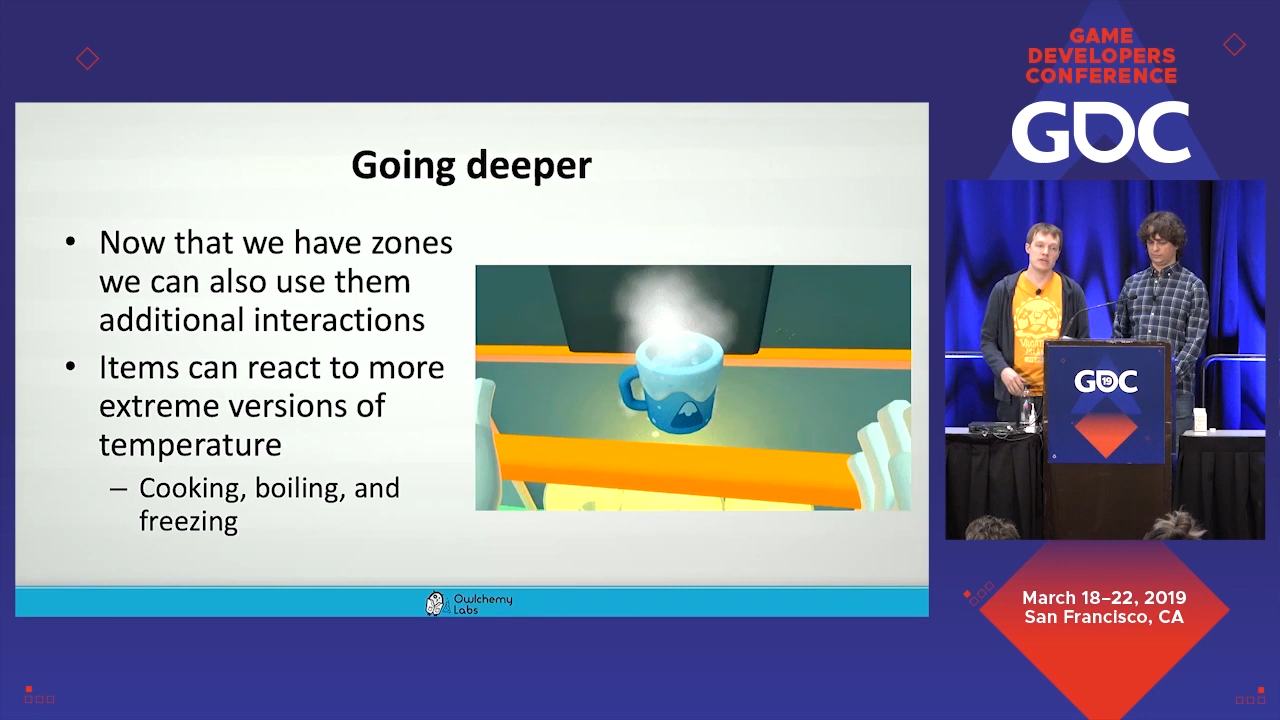 GAME
DEVELOPERS
CONFERENCE
GDC
Going deeper
• Now that we have zones
we can also use them
additional interactions
• Items can react to more
extreme versions of
temperature
– Cooking, boiling, and
freezing
Owlchemy
Labs
GDC
19
March 18–22, 2019
San Francisco, CA